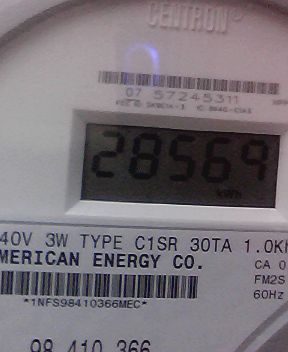 CENTRON®
07 57245311
28569
kWh
40V 3W TYPE C1SR 30TA 1.0Kh
MERICAN ENERGY CO.
CA 0
FM2S
60Hz
*1NFS98410366MEC*
98 410 366